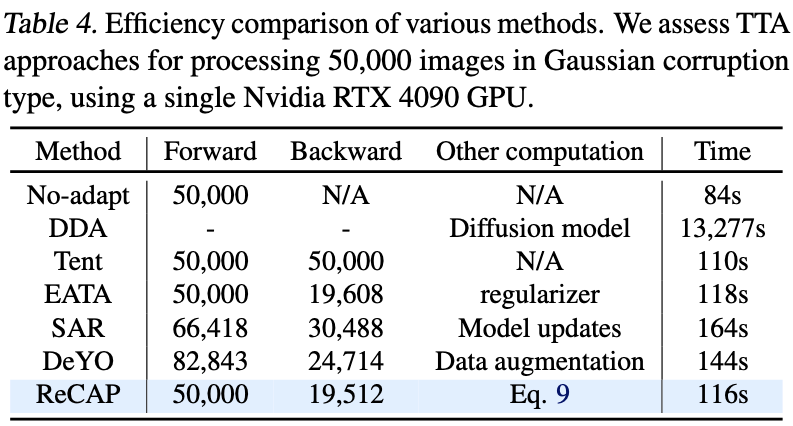 Table 4. Efficiency comparison of various methods. We assess TTA
approaches for processing 50,000 images in Gaussian corruption
type, using a single Nvidia RTX 4090 GPU.
Method Forward Backward Other computation Time
No-adapt 50,000 N/A N/A 84s
DDA - - Diffusion model 13,277s
Tent 50,000 50,000 N/A 110s
EATA 50,000 19,608 regularizer 118s
SAR 66,418 30,488 Model updates 164s
DeYO 82,843 24,714 Data augmentation 144s
ReCAP 50,000 19,512 Eq. 9 116s